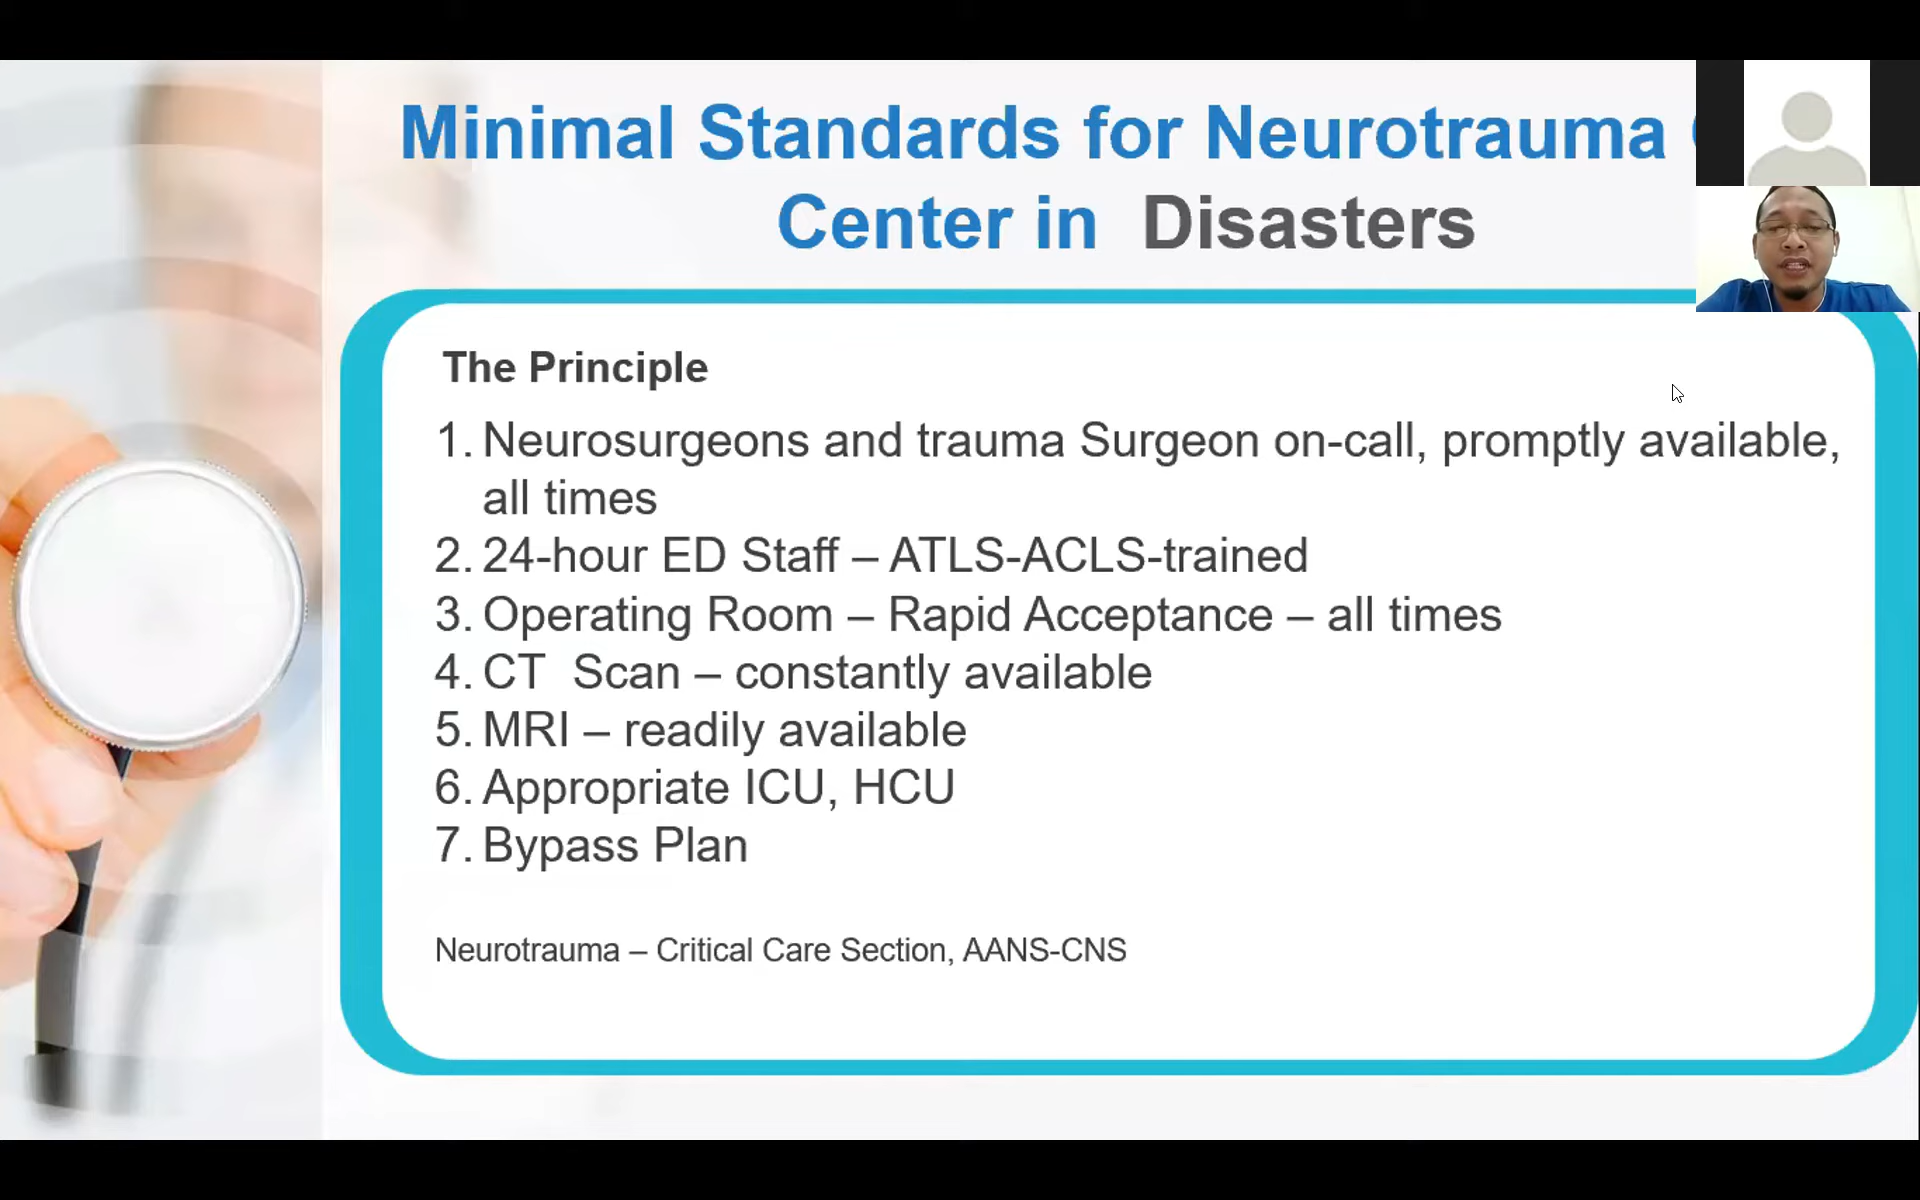 Minimal Standards for Neurotrauma
Center in Disasters
The Principle
1. Neurosurgeons and trauma Surgeon on-call, promptly available,
all times
2. 24-hour ED Staff – ATLS-ACLS-trained
3. Operating Room – Rapid Acceptance – all times
4. CT Scan – constantly available
5. MRI – readily available
6. Appropriate ICU, HCU
7. Bypass Plan
Neurotrauma – Critical Care Section, AANS-CNS